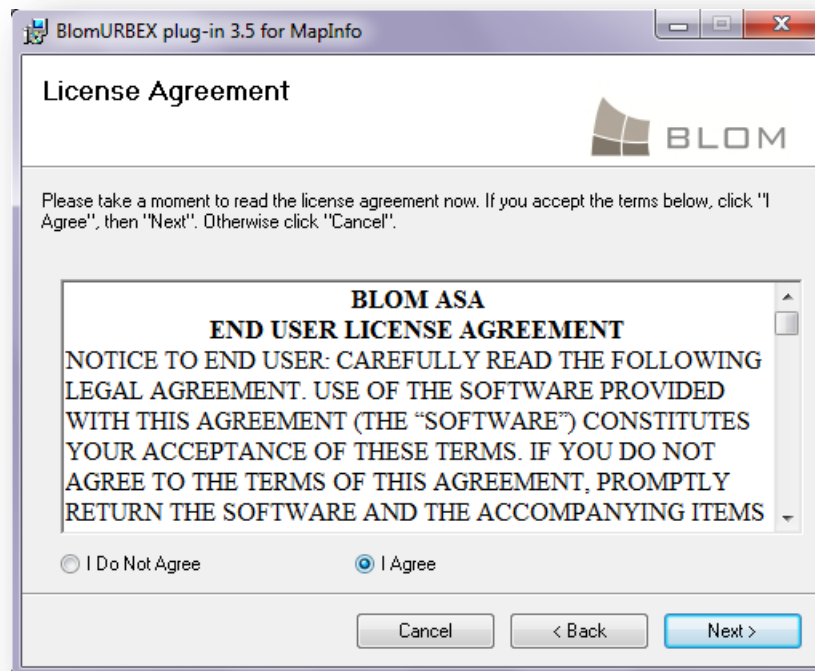 BlomURBEX plug-in 3.5 for MapInfo
License Agreement
BLOM
Please take a moment to read the license agreement now. If you accept the terms below, click "I
Agree", then "Next". Otherwise click "Cancel".
BLOM ASA
END USER LICENSE AGREEMENT
NOTICE TO END USER: CAREFULLY READ THE FOLLOWING
LEGAL AGREEMENT. USE OF THE SOFTWARE PROVIDED
WITH THIS AGREEMENT (THE “SOFTWARE”) CONSTITUTES
YOUR ACCEPTANCE OF THESE TERMS. IF YOU DO NOT
AGREE TO THE TERMS OF THIS AGREEMENT, PROMPTLY
RETURN THE SOFTWARE AND THE ACCOMPANYING ITEMS
I Do Not Agree
I Agree
Cancel
< Back
Next >